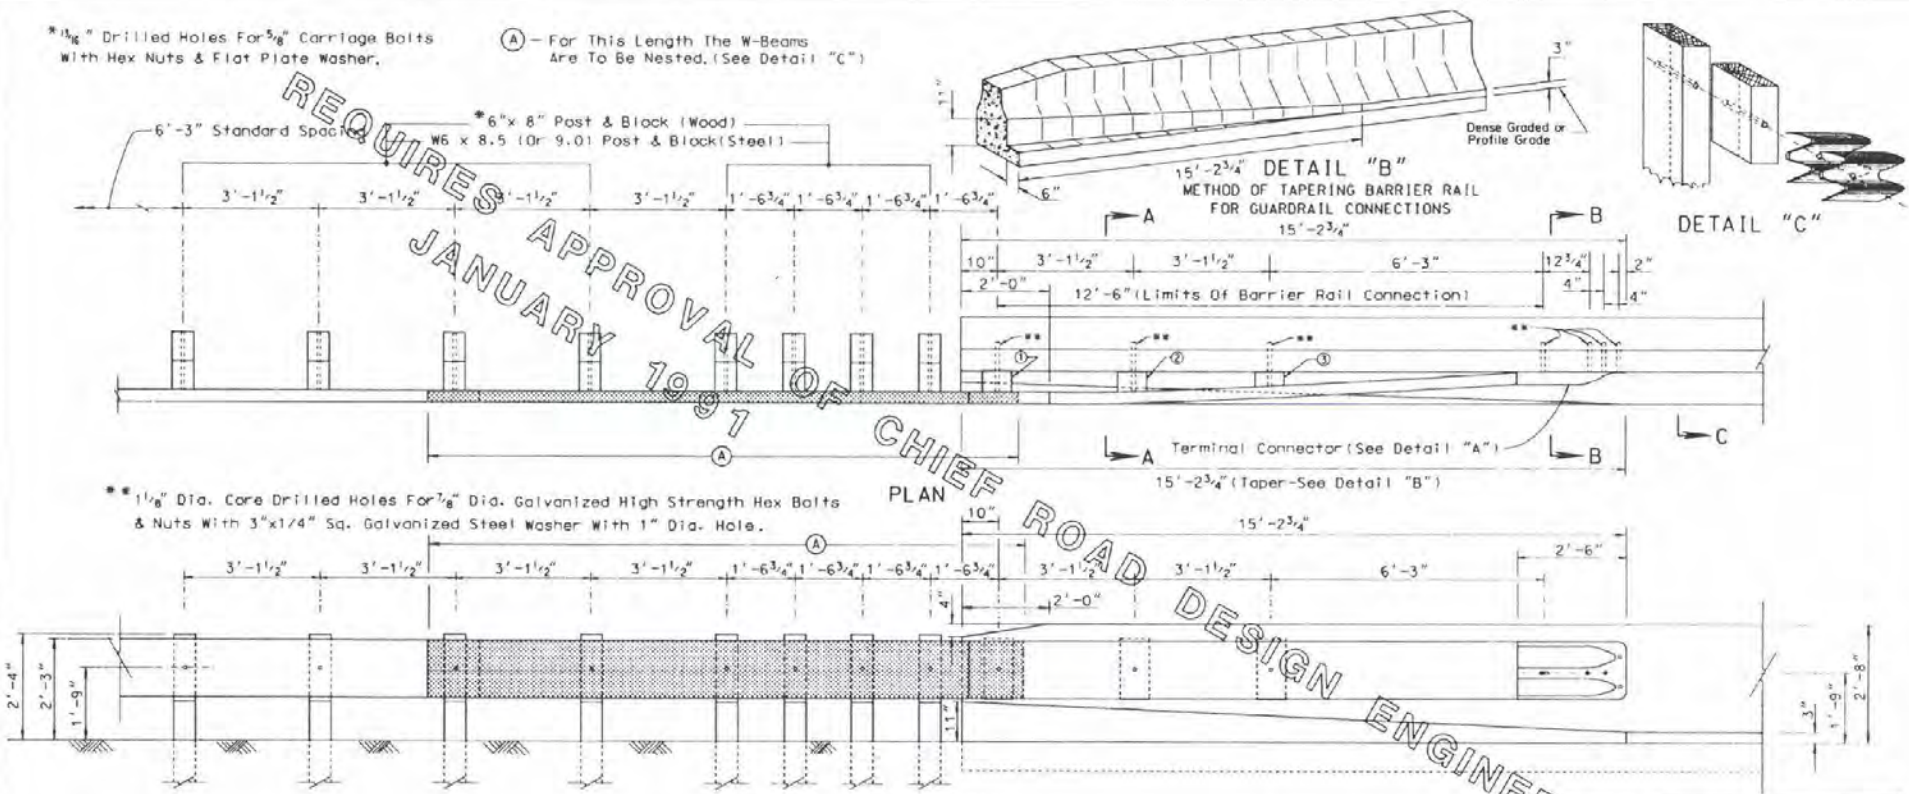 *13/16" Drilled Holes For 5/8" Carriage Bolts
With Hex Nuts & Flat Plate Washer.
Ⓐ - For This Length The W-Beams
Are To Be Nested. (See Detail "C")
6'-3" Standard Spacing
*6"x 8" Post & Block (Wood)
W6 x 8.5 (Or 9.0) Post & Block (Steel)
3'-1 1/2" 3'-1 1/2" 3'-1 1/2" 3'-1 1/2" 1'-6 3/4" 1'-6 3/4" 1'-6 3/4" 1'-6 3/4"
11"
3"
Dense Graded or
Profile Grade
15'-2 3/4"
6"
DETAIL "B"
METHOD OF TAPERING BARRIER RAIL
FOR GUARDRAIL CONNECTIONS
DETAIL "C"
A B
15'-2 3/4"
10" 3'-1 1/2" 3'-1 1/2" 6'-3" 12 3/4" 2"
4" 4"
2'-0" 12'-6" (Limits Of Barrier Rail Connection)
** ** ** **
① ② ③
Ⓐ
A Terminal Connector (See Detail "A") B C
15'-2 3/4" (Taper-See Detail "B")
PLAN
**1 1/8" Dia. Core Drilled Holes For 7/8" Dia. Galvanized High Strength Hex Bolts
& Nuts With 3"x1/4" Sq. Galvanized Steel Washer With 1" Dia. Hole.
Ⓐ
10" 15'-2 3/4"
2'-6"
3'-1 1/2" 3'-1 1/2" 3'-1 1/2" 3'-1 1/2" 1'-6 3/4" 1'-6 3/4" 1'-6 3/4" 1'-6 3/4" 3'-1 1/2" 3'-1 1/2" 6'-3"
4" 2'-0"
2'-4" 2'-3" 1'-9" 11" 3" 1'-9" 2'-8"
REQUIRES APPROVAL OF CHIEF ROAD DESIGN ENGINE
JANUARY 1991